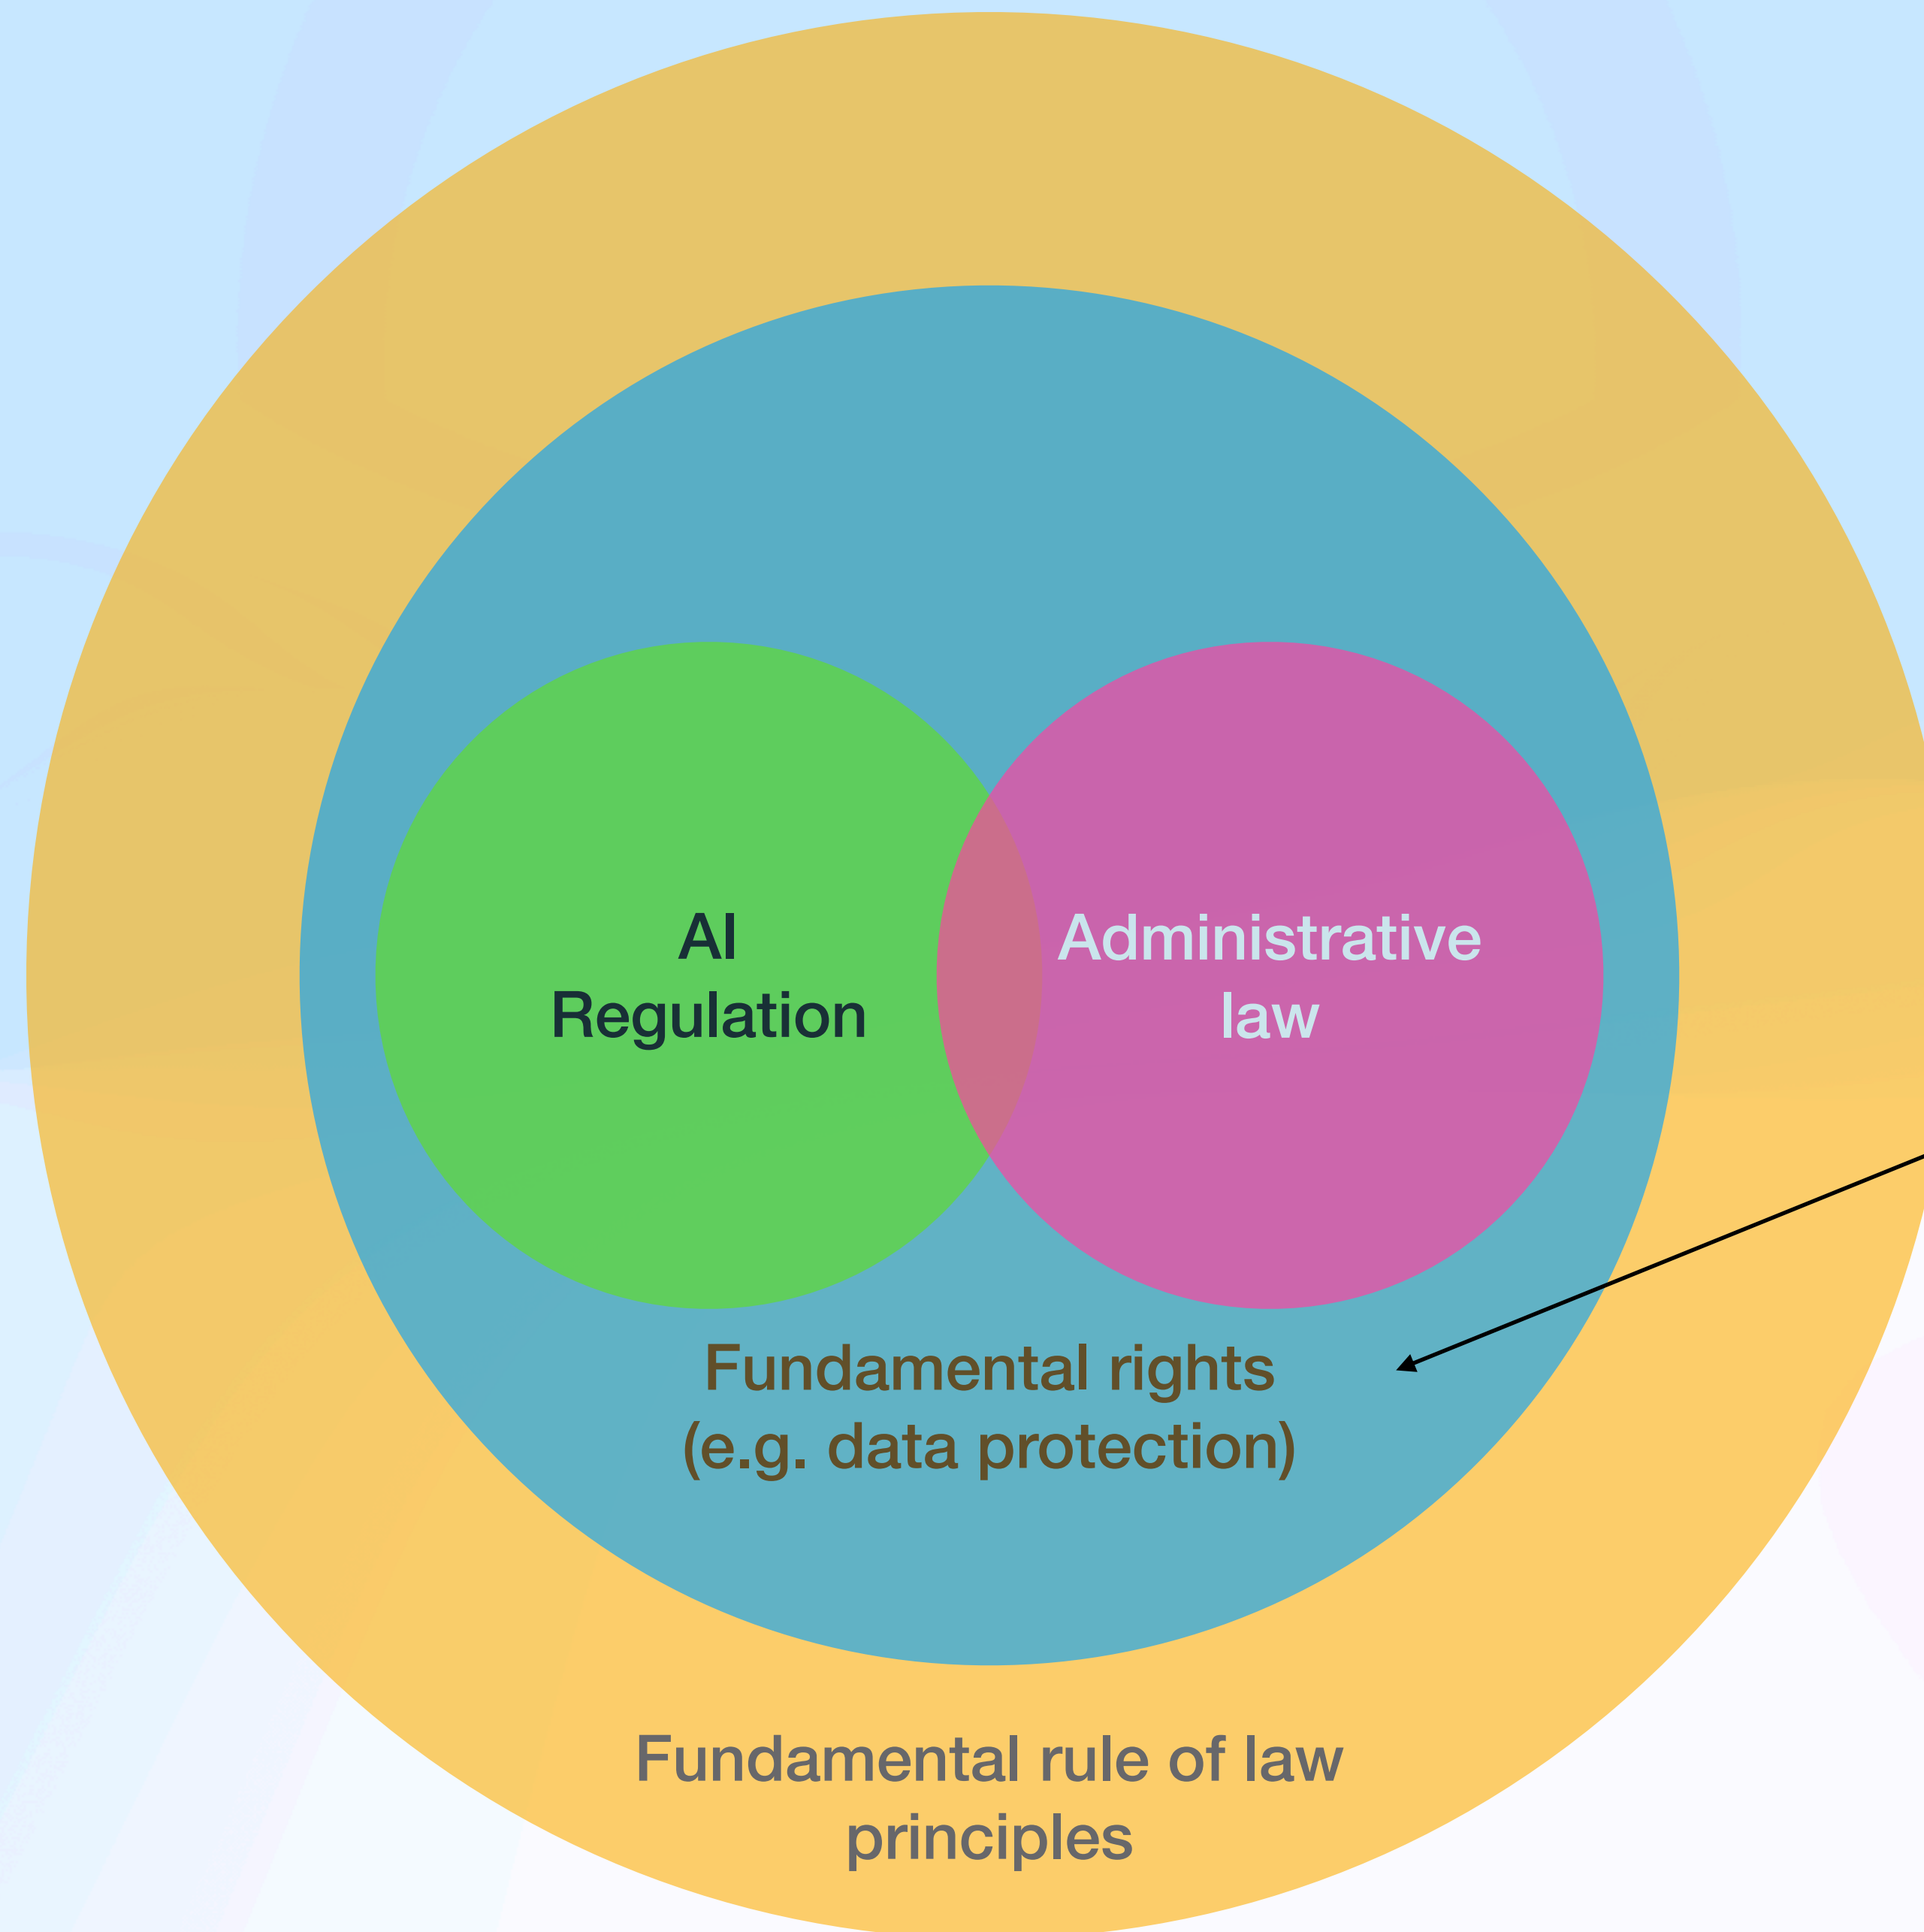 AI
Regulation
Administrative
law
Fundamental rights
(e.g. data protection)
Fundamental rule of law
principles